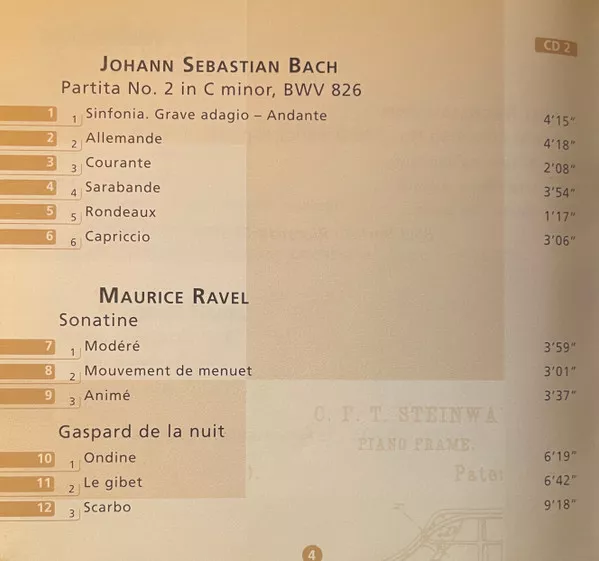 CD 2
JOHANN SEBASTIAN BACH
Partita No. 2 in C minor, BWV 826
1 1 Sinfonia. Grave adagio – Andante 4'15"
2 2 Allemande 4'18"
3 3 Courante 2'08"
4 4 Sarabande 3'54"
5 5 Rondeaux 1'17"
6 6 Capriccio 3'06"
MAURICE RAVEL
Sonatine
7 1 Modéré 3'59"
8 2 Mouvement de menuet 3'01"
9 3 Animé 3'37"
C. F. T. STEINWA
Gaspard de la nuit
PIANO FRAME.
10 1 Ondine 6'19"
Pate
11 2 Le gibet 6'42"
12 3 Scarbo 9'18"
4